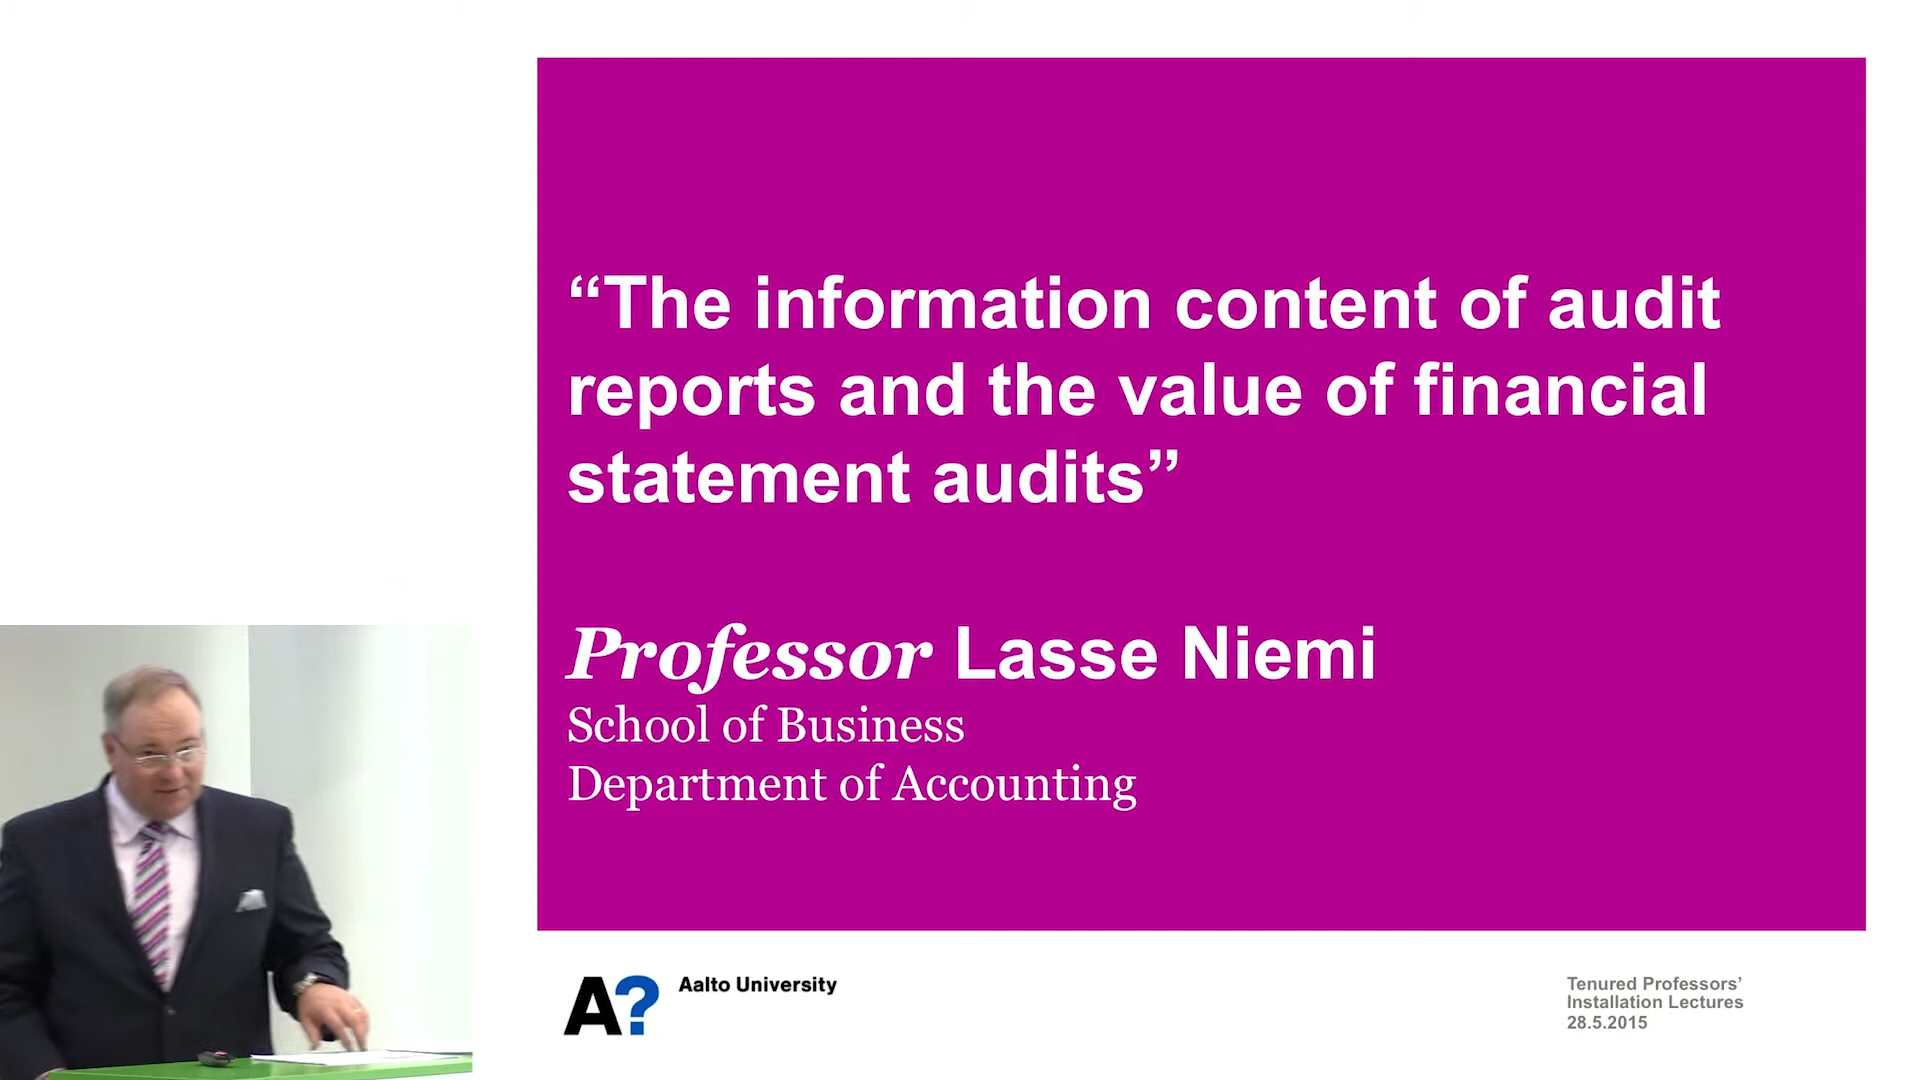 “The information content of audit
reports and the value of financial
statement audits”
Professor Lasse Niemi
School of Business
Department of Accounting
A?
Aalto University
Tenured Professors’
Installation Lectures
28.5.2015